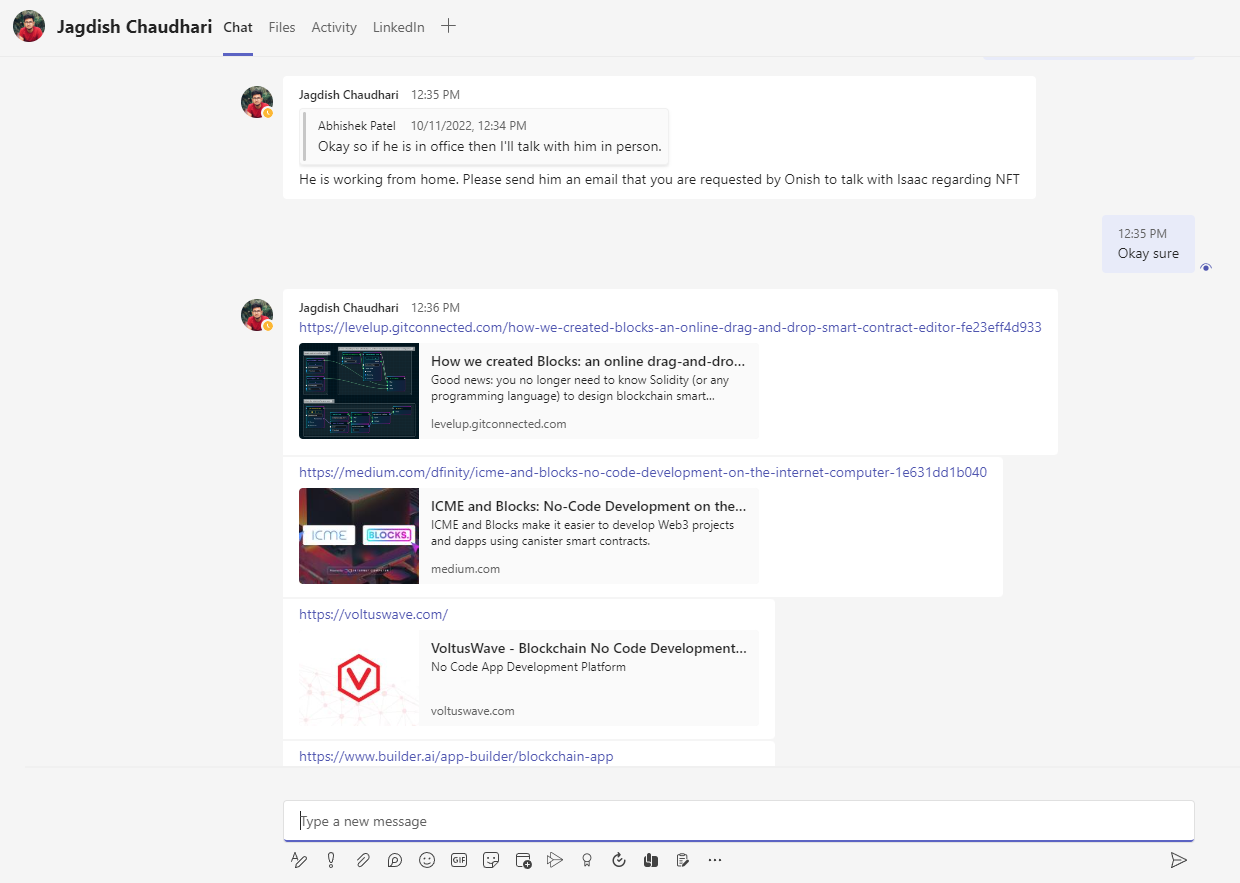 Jagdish Chaudhari Chat Files Activity LinkedIn
Jagdish Chaudhari 12:35 PM
Abhishek Patel 10/11/2022, 12:34 PM
Okay so if he is in office then I'll talk with him in person.
He is working from home. Please send him an email that you are requested by Onish to talk with Isaac regarding NFT
12:35 PM
Okay sure
Jagdish Chaudhari 12:36 PM
https://levelup.gitconnected.com/how-we-created-blocks-an-online-drag-and-drop-smart-contract-editor-fe23eff4d933
How we created Blocks: an online drag-and-dro...
Good news: you no longer need to know Solidity (or any
programming language) to design blockchain smart...
levelup.gitconnected.com
https://medium.com/dfinity/icme-and-blocks-no-code-development-on-the-internet-computer-1e631dd1b040
ICME BLOCKS.
ICME and Blocks: No-Code Development on the...
ICME and Blocks make it easier to develop Web3 projects
and dapps using canister smart contracts.
medium.com
https://voltuswave.com/
VoltusWave - Blockchain No Code Development...
No Code App Development Platform
voltuswave.com
https://www.builder.ai/app-builder/blockchain-app
Type a new message
GIF